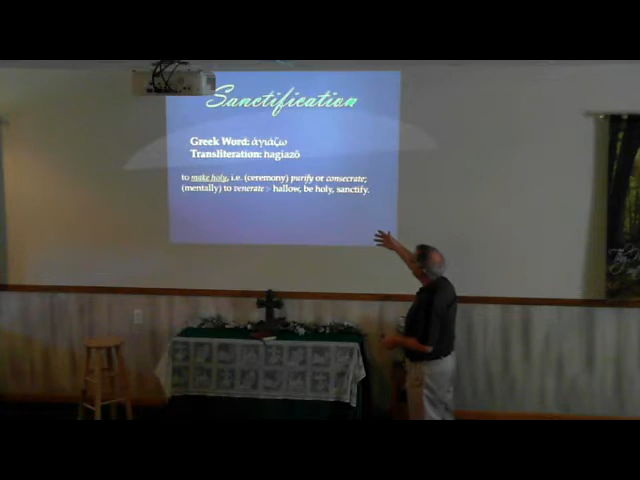 Sanctification
Greek Word: ἁγιάζω
Transliteration: hagiazō
to make holy, i.e. (ceremony) purify or consecrate;
(mentally) to venerate :- hallow, be holy, sanctify.